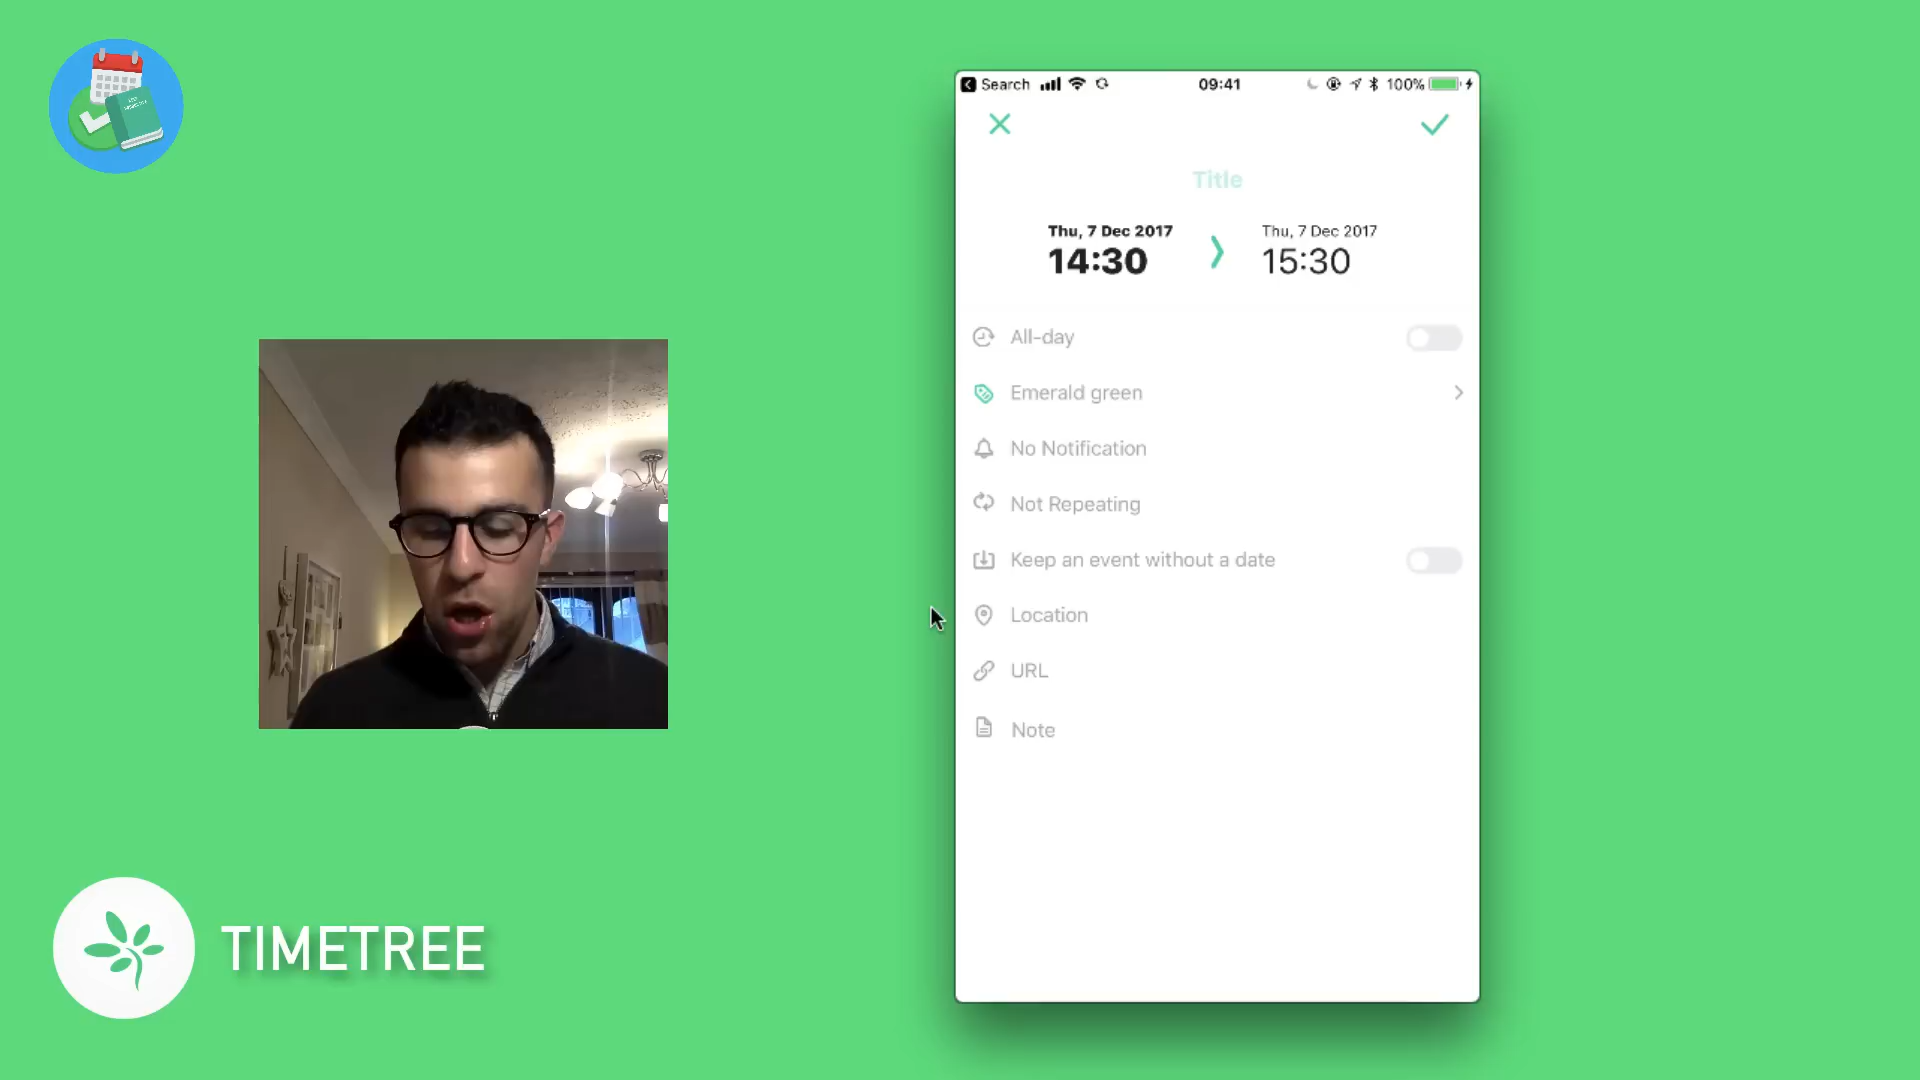 Search
09:41
100%
Title
Thu, 7 Dec 2017
14:30
Thu, 7 Dec 2017
15:30
All-day
Emerald green
No Notification
Not Repeating
Keep an event without a date
Location
URL
Note
TIMETREE